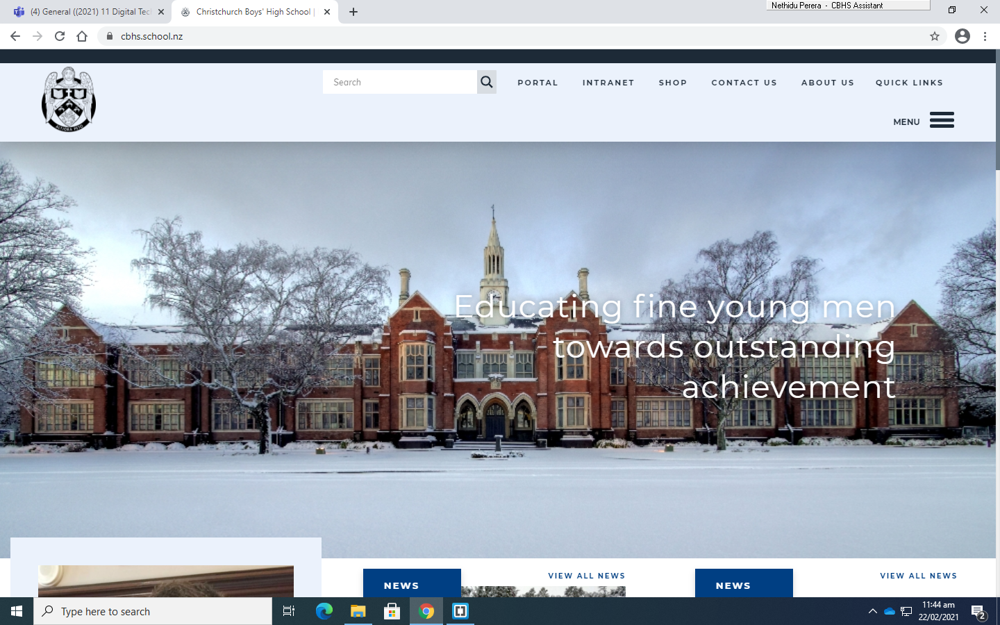 (4) General ((2021) 11 Digital Tec
Christchurch Boys' High School |
Nethidu Perera - CBHS Assistant
cbhs.school.nz
ALTIORA PETO
Search
PORTAL
INTRANET
SHOP
CONTACT US
ABOUT US
QUICK LINKS
MENU
Educating fine young men
towards outstanding
achievement
NEWS
VIEW ALL NEWS
NEWS
VIEW ALL NEWS
Type here to search
11:44 am
22/02/2021
2